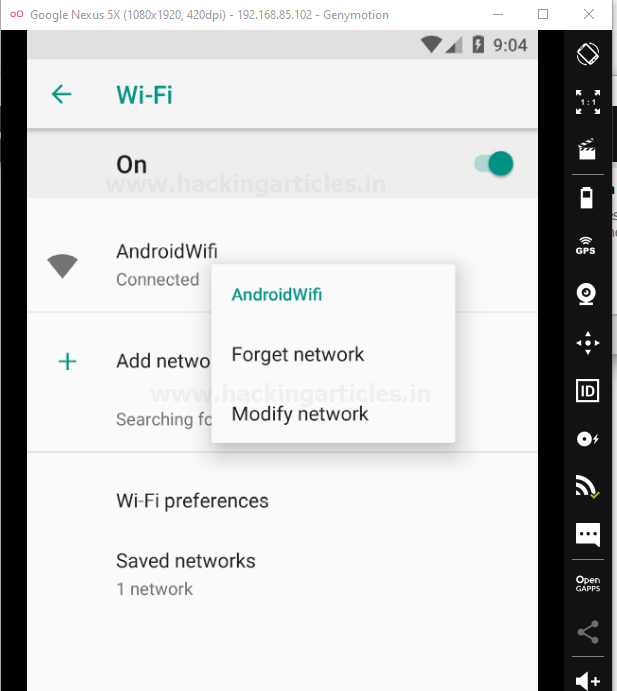 Google Nexus 5X (1080x1920, 420dpi) - 192.168.85.102 - Genymotion
9:04
Wi-Fi
On
www.hackingarticles.in
AndroidWifi
Connected
AndroidWifi
Forget network
Modify network
Add netwo
www.hackingarticles.in
Searching fo
Wi-Fi preferences
Saved networks
1 network
1:1
GPS
ID
Open
GAPPS